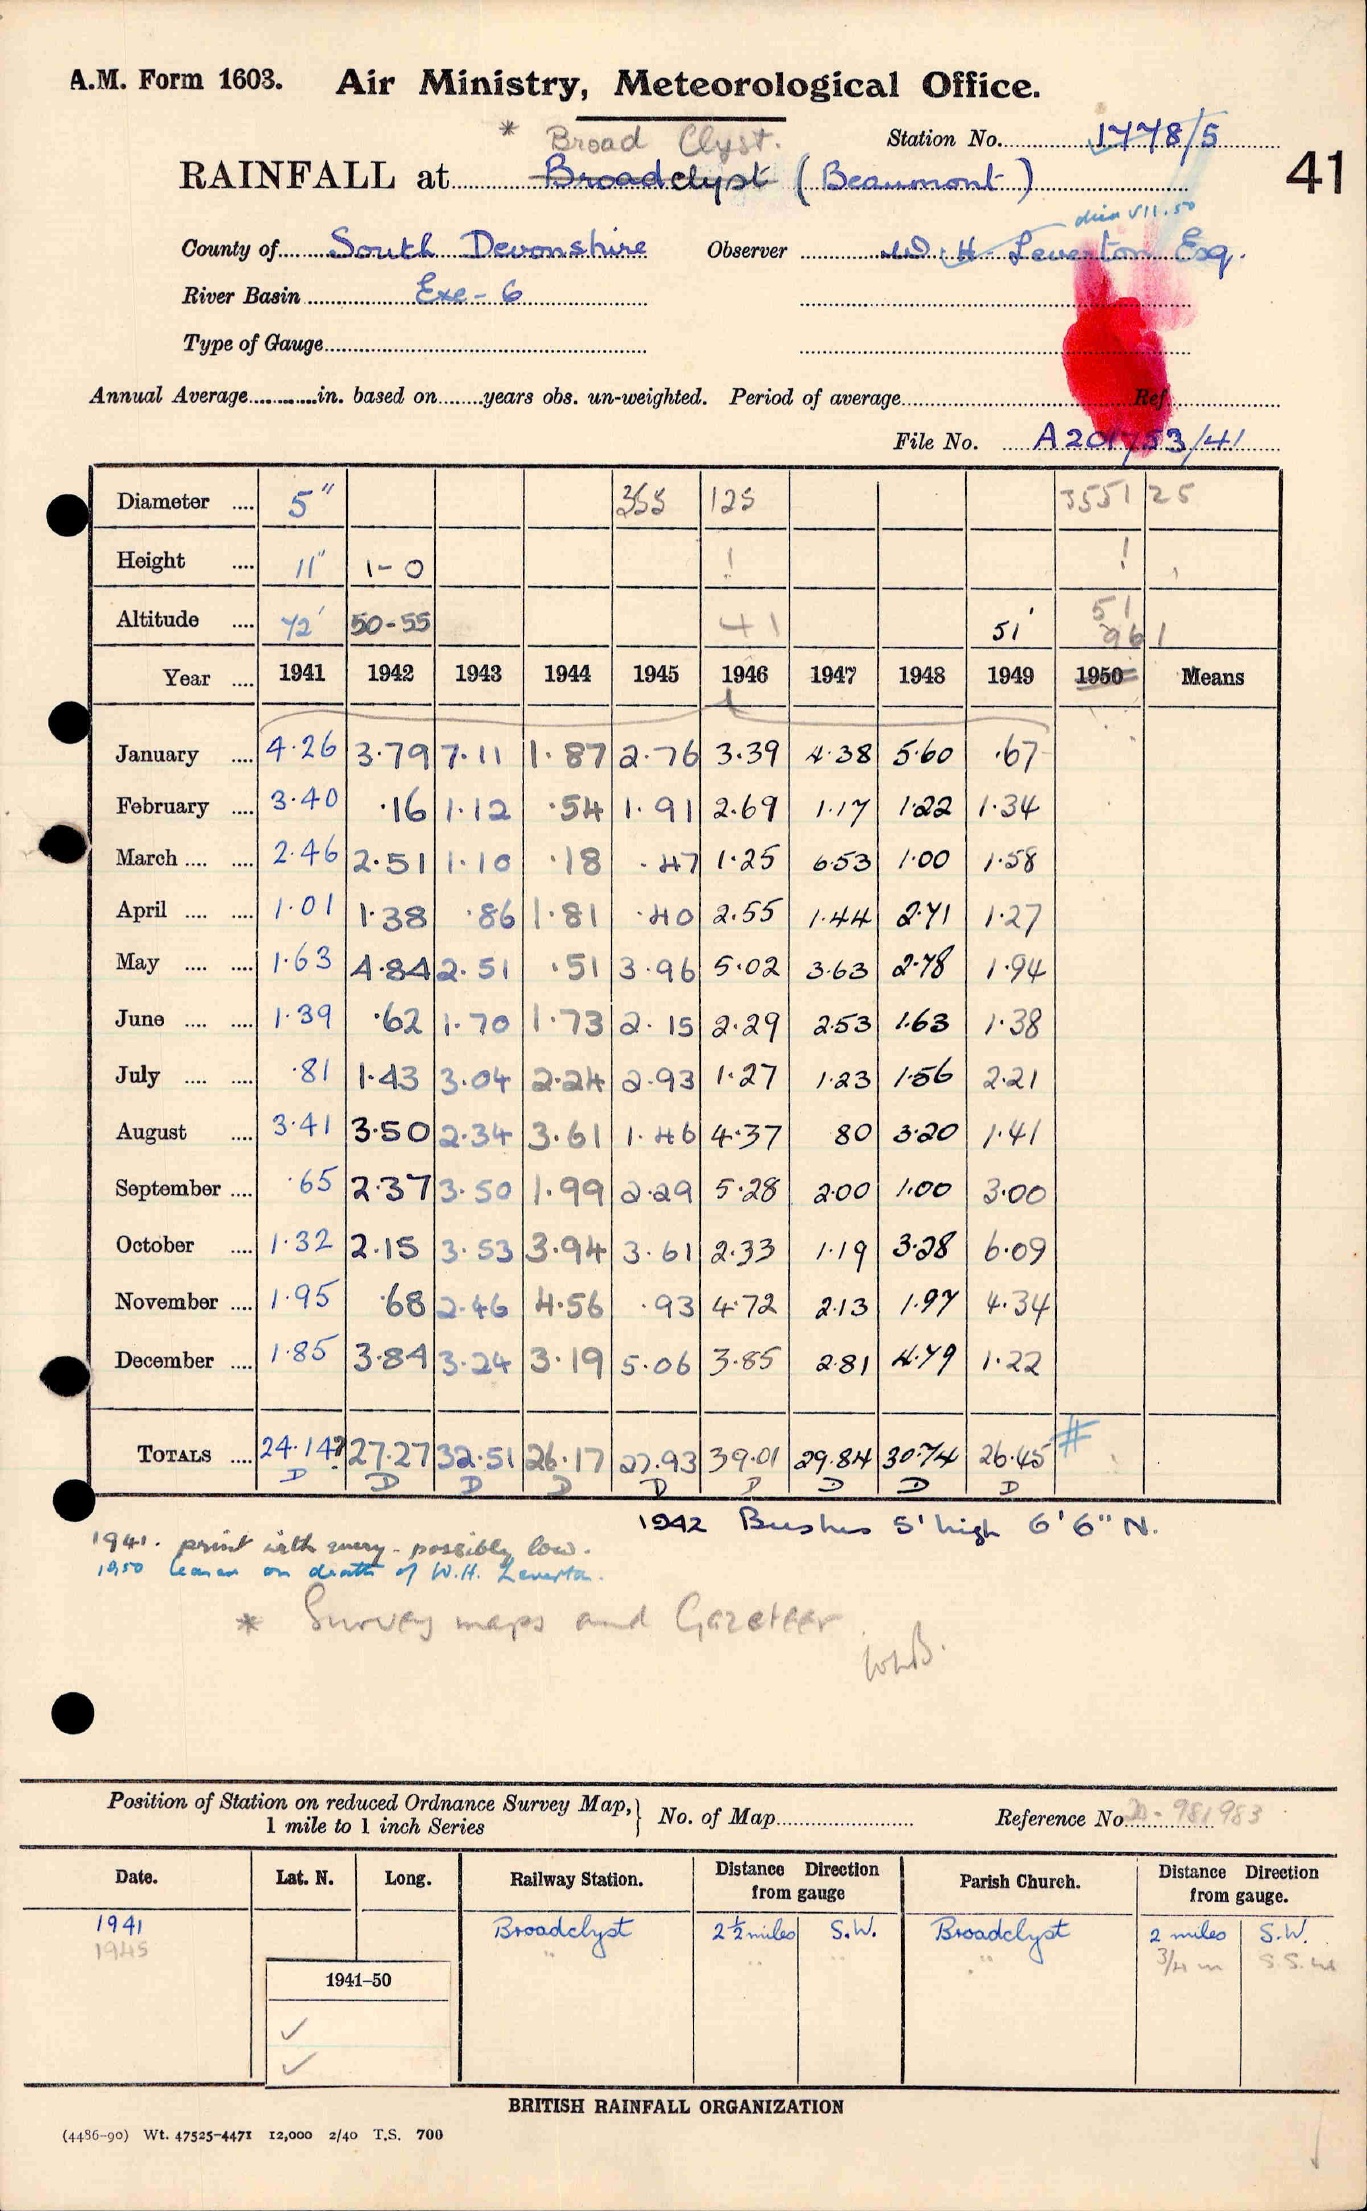 A.M. Form 1603. Air Ministry, Meteorological Office.
* Broad Clyst. Station No. 1778/5
41
RAINFALL at Broadclyst (Beaumont)
died VII.50
County of South Devonshire Observer W. H. Leverton Esq.
River Basin Exe - 6
Type of Gauge
Annual Average in. based on years obs. un-weighted. Period of average Ref.
File No. A201753/41
Diameter 5" 355 125 3551 25
Height 11" 1-0 ! !
Altitude 72' 50-55 41 51' 51
961
Year 1941 1942 1943 1944 1945 1946 1947 1948 1949 1950 Means
January 4.26 3.79 7.11 1.87 2.76 3.39 4.38 5.60 .67
February 3.40 .16 1.12 .54 1.91 2.69 1.17 1.22 1.34
March 2.46 2.51 1.10 .18 .47 1.25 6.53 1.00 1.58
April 1.01 1.38 .86 1.81 .40 2.55 1.44 2.71 1.27
May 1.63 4.84 2.51 .51 3.96 5.02 3.63 2.78 1.94
June 1.39 .62 1.70 1.73 2.15 2.29 2.53 1.63 1.38
July .81 1.43 3.04 2.24 2.93 1.27 1.23 1.56 2.21
August 3.41 3.50 2.34 3.61 1.46 4.37 80 3.20 1.41
September .65 2.37 3.50 1.99 2.29 5.28 2.00 1.00 3.00
October 1.32 2.15 3.53 3.94 3.61 2.33 1.19 3.28 6.09
November 1.95 .68 2.46 4.56 .93 4.72 2.13 1.97 4.34
December 1.85 3.84 3.24 3.19 5.06 3.85 2.81 4.79 1.22
TOTALS 24.14? 27.27 32.51 26.17 27.93 39.01 29.84 30.74 26.45 #
D D D D D D D D D
1942 Bushes 5' high 6'6" N.
1941. print with query - possibly low.
1950 ceased on death of W.H. Leverton.
* Survey maps and Gazeteer
Position of Station on reduced Ordnance Survey Map, 1 mile to 1 inch Series No. of Map Reference No. 20-981983
Date. Lat. N. Long. Railway Station. Distance Direction from gauge Parish Church. Distance Direction from gauge.
1941 Broadclyst 2½ miles S.W. Broadclyst 2 miles S.W.
1945 " " " " 3/4 m S.S.W
1941-50
✓
✓
BRITISH RAINFALL ORGANIZATION
(4486-90) Wt. 47525-4471 12,000 2/40 T.S. 700